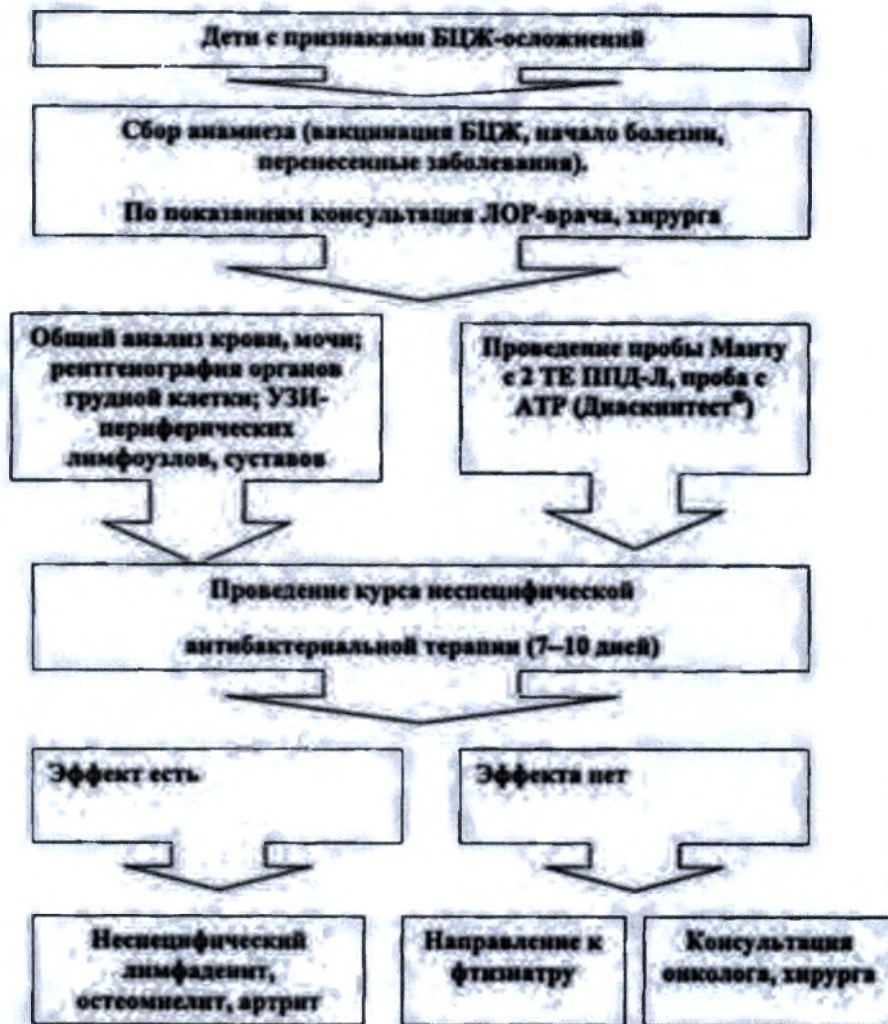 Дети с признаками БЦЖ-осложнений
Сбор анамнеза (вакцинация БЦЖ, начало болезни,
перенесенные заболевания).
По показаниям консультация ЛОР-врача, хирурга
Общий анализ крови, мочи;
рентгенография органов
грудной клетки; УЗИ-
периферических
лимфоузлов, суставов
Проведение пробы Манту
с 2 ТЕ ППД-Л, проба с
АТР (Диаскинтест®)
Проведение курса неспецифической
антибактериальной терапии (7–10 дней)
Эффект есть
Эффекта нет
Неспецифический
лимфаденит,
остеомиелит, артрит
Направление к
фтизиатру
Консультация
онколога, хирурга